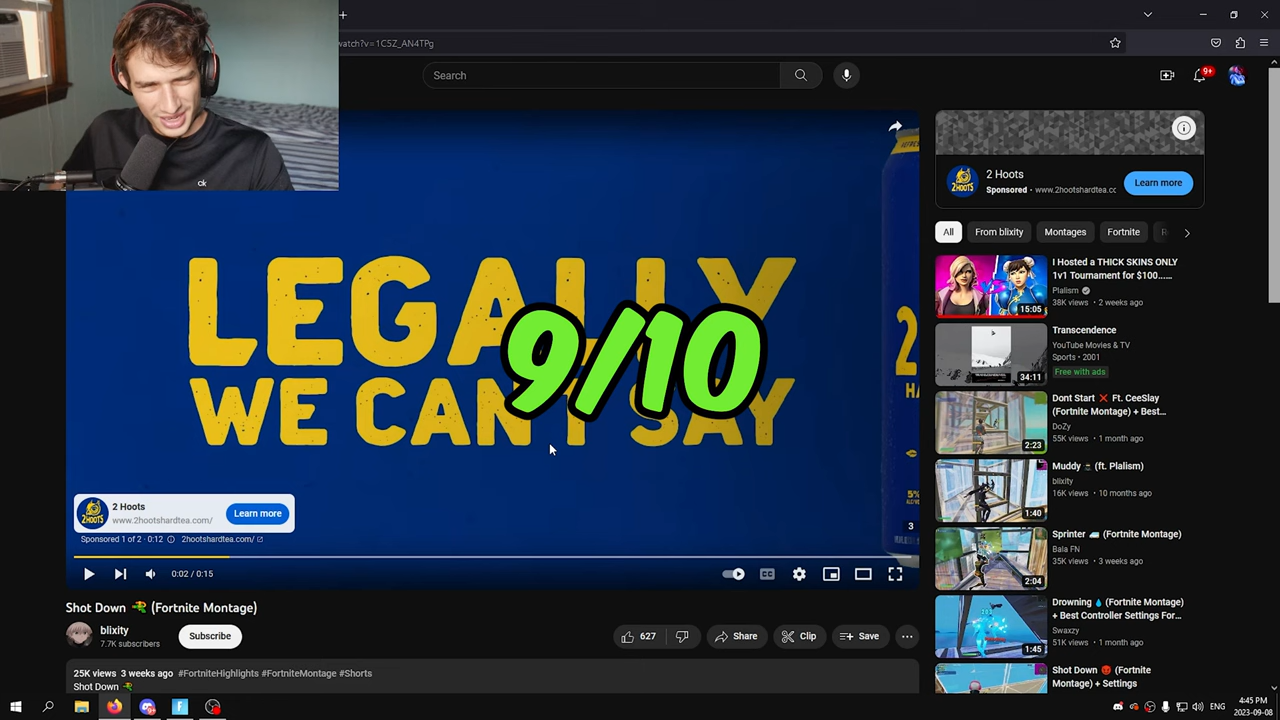 watch?v=1C5Z_AN4TPg
Search
9+
ck
LEGALLY
WE CAN'T SAY
9/10
2 Hoots
www.2hootshardtea.com/
Learn more
Sponsored 1 of 2 · 0:12
2hootshardtea.com/
3
0:02 / 0:15
Shot Down (Fortnite Montage)
blixity
7.7K subscribers
Subscribe
627
Share
Clip
Save
25K views 3 weeks ago #FortniteHighlights #FortniteMontage #Shorts
Shot Down
2 Hoots
Sponsored · www.2hootshardtea.cc
Learn more
All
From blixity
Montages
Fortnite
I Hosted a THICK SKINS ONLY
1v1 Tournament for $100......
Plalism
38K views · 2 weeks ago
15:05
Transcendence
YouTube Movies & TV
Sports · 2001
Free with ads
34:11
Dont Start Ft. CeeSlay
(Fortnite Montage) + Best...
DoZy
55K views · 1 month ago
2:23
Muddy (ft. Plalism)
blixity
16K views · 10 months ago
1:40
Sprinter (Fortnite Montage)
Bala FN
35K views · 3 weeks ago
2:04
Drowning (Fortnite Montage)
+ Best Controller Settings For...
Swaxzy
51K views · 1 month ago
1:45
Shot Down (Fortnite
Montage) + Settings
ENG
4:45 PM
2023-09-08